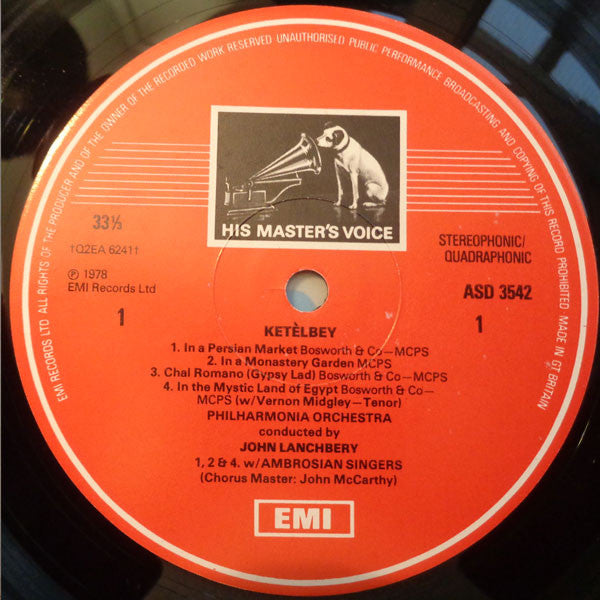 EMI RECORDS LTD ALL RIGHTS OF THE PRODUCER AND OF THE OWNER OF THE RECORDED WORK RESERVED UNAUTHORISED PUBLIC PERFORMANCE BROADCASTING AND COPYING OF THIS RECORD PROHIBITED MADE IN GT BRITAIN
HIS MASTER'S VOICE
33⅓
†Q2EA 6241†
STEREOPHONIC/
QUADRAPHONIC
℗ 1978
EMI Records Ltd
ASD 3542
1
1
KETÈLBEY
1. In a Persian Market Bosworth & Co—MCPS
2. In a Monastery Garden MCPS
3. Chal Romano (Gypsy Lad) Bosworth & Co—MCPS
4. In the Mystic Land of Egypt Bosworth & Co—
MCPS (w/Vernon Midgley—Tenor)
PHILHARMONIA ORCHESTRA
conducted by
JOHN LANCHBERY
1, 2 & 4. w/AMBROSIAN SINGERS
(Chorus Master: John McCarthy)
EMI